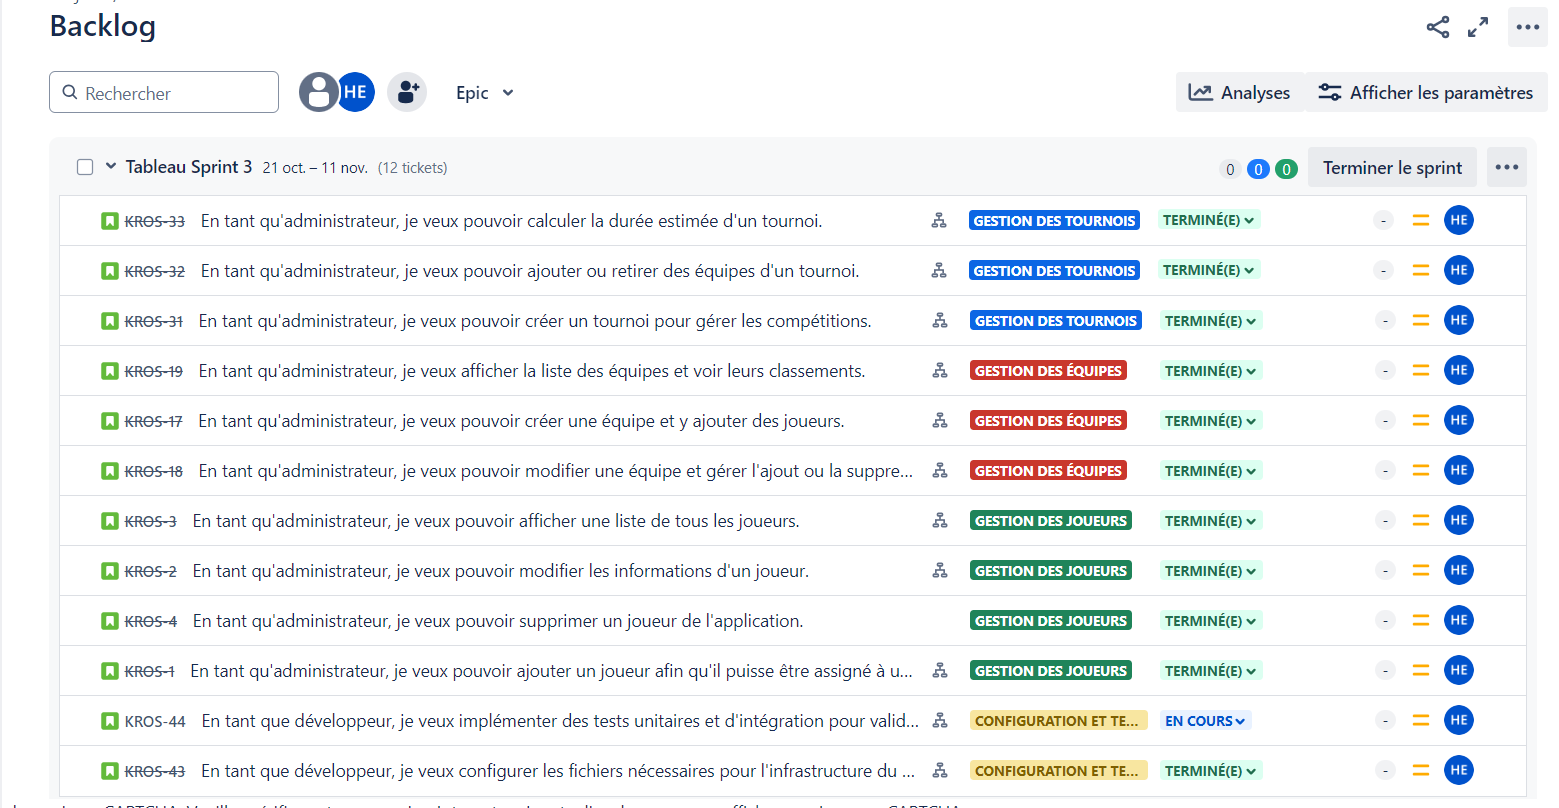 Backlog
Rechercher HE Epic Analyses Afficher les paramètres
Tableau Sprint 3 21 oct. – 11 nov. (12 tickets) 0 0 0 Terminer le sprint
KROS-33 En tant qu'administrateur, je veux pouvoir calculer la durée estimée d'un tournoi. GESTION DES TOURNOIS TERMINÉ(E) - HE
KROS-32 En tant qu'administrateur, je veux pouvoir ajouter ou retirer des équipes d'un tournoi. GESTION DES TOURNOIS TERMINÉ(E) - HE
KROS-31 En tant qu'administrateur, je veux pouvoir créer un tournoi pour gérer les compétitions. GESTION DES TOURNOIS TERMINÉ(E) - HE
KROS-19 En tant qu'administrateur, je veux afficher la liste des équipes et voir leurs classements. GESTION DES ÉQUIPES TERMINÉ(E) - HE
KROS-17 En tant qu'administrateur, je veux pouvoir créer une équipe et y ajouter des joueurs. GESTION DES ÉQUIPES TERMINÉ(E) - HE
KROS-18 En tant qu'administrateur, je veux pouvoir modifier une équipe et gérer l'ajout ou la suppre... GESTION DES ÉQUIPES TERMINÉ(E) - HE
KROS-3 En tant qu'administrateur, je veux pouvoir afficher une liste de tous les joueurs. GESTION DES JOUEURS TERMINÉ(E) - HE
KROS-2 En tant qu'administrateur, je veux pouvoir modifier les informations d'un joueur. GESTION DES JOUEURS TERMINÉ(E) - HE
KROS-4 En tant qu'administrateur, je veux pouvoir supprimer un joueur de l'application. GESTION DES JOUEURS TERMINÉ(E) - HE
KROS-1 En tant qu'administrateur, je veux pouvoir ajouter un joueur afin qu'il puisse être assigné à u... GESTION DES JOUEURS TERMINÉ(E) - HE
KROS-44 En tant que développeur, je veux implémenter des tests unitaires et d'intégration pour valid... CONFIGURATION ET TE... EN COURS - HE
KROS-43 En tant que développeur, je veux configurer les fichiers nécessaires pour l'infrastructure du ... CONFIGURATION ET TE... TERMINÉ(E) - HE